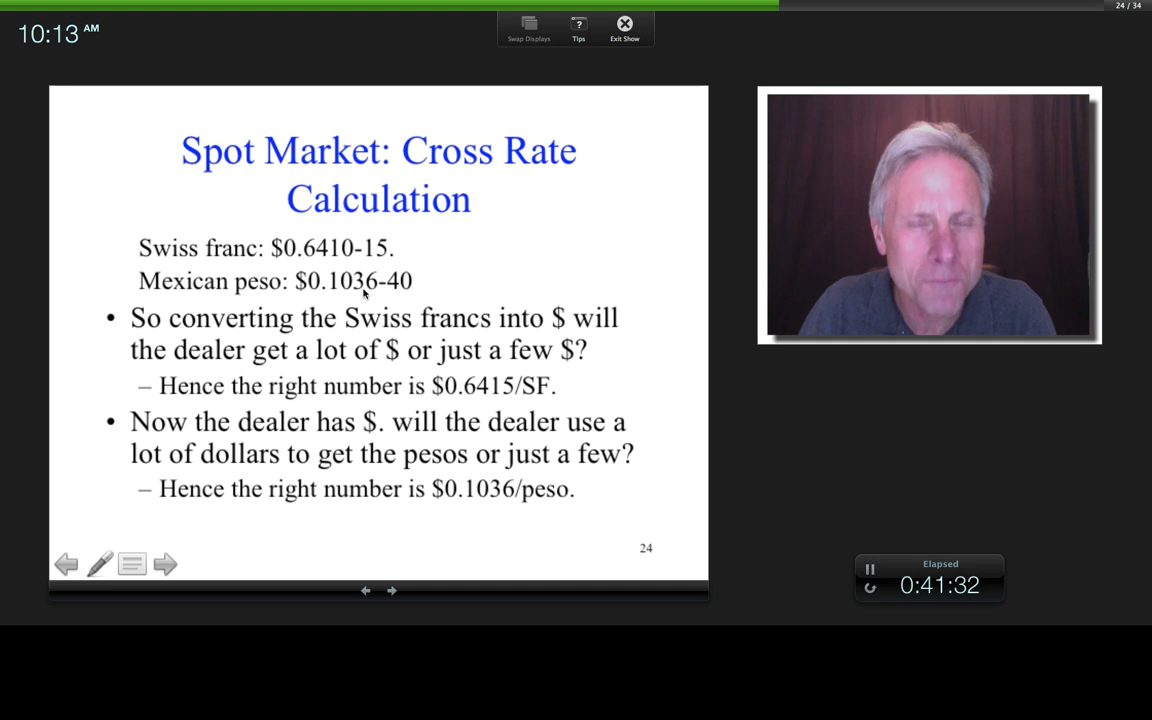 24 / 34
10:13 AM
Swap Displays
Tips
Exit Show
Spot Market: Cross Rate
Calculation
Swiss franc: $0.6410-15.
Mexican peso: $0.1036-40
• So converting the Swiss francs into $ will
the dealer get a lot of $ or just a few $?
– Hence the right number is $0.6415/SF.
• Now the dealer has $. will the dealer use a
lot of dollars to get the pesos or just a few?
– Hence the right number is $0.1036/peso.
24
Elapsed
0:41:32